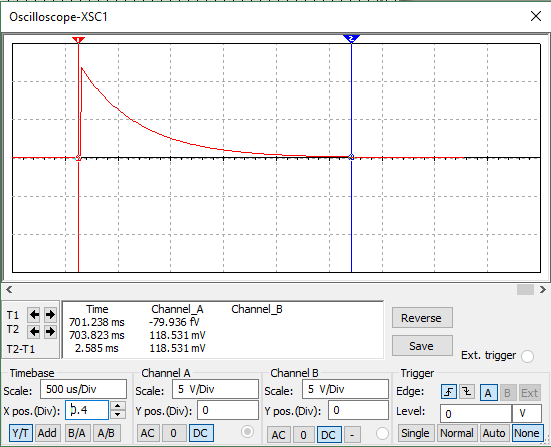 Oscilloscope-XSC1
1 2
T1 Time Channel_A Channel_B Reverse
T2 701.238 ms -79.936 fV
703.823 ms 118.531 mV
T2-T1 2.585 ms 118.531 mV Save
Ext. trigger
Timebase Channel A Channel B Trigger
Scale: 500 us/Div Scale: 5 V/Div Scale: 5 V/Div Edge: A B Ext
X pos.(Div): 0.4 Y pos.(Div): 0 Y pos.(Div): 0 Level: 0 V
Y/T Add B/A A/B AC 0 DC AC 0 DC - Single Normal Auto None